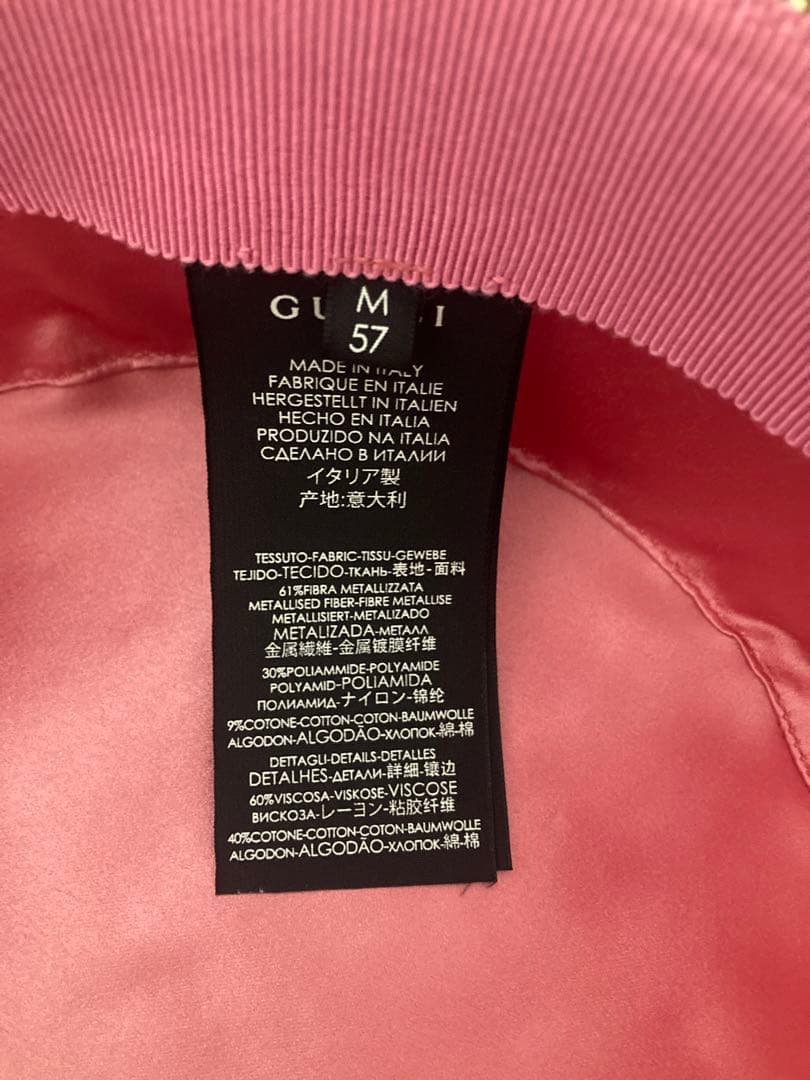 GU I
M
57
MADE IN ITALY
FABRIQUE EN ITALIE
HERGESTELLT IN ITALIEN
HECHO EN ITALIA
PRODUZIDO NA ITALIA
СДЕЛАНО В ИТАЛИИ
イタリア製
产地:意大利
TESSUTO-FABRIC-TISSU-GEWEBE
TEJIDO-TECIDO-ТКАНЬ-表地-面料
61%FIBRA METALLIZZATA
METALLISED FIBER-FIBRE METALLISE
METALLISIERT-METALIZADO
METALIZADA-МЕТАЛЛ
金属繊維-金属镀膜纤维
30%POLIAMMIDE-POLYAMIDE
POLYAMID-POLIAMIDA
ПОЛИАМИД-ナイロン-锦纶
9%COTONE-COTTON-COTON-BAUMWOLLE
ALGODON-ALGODÃO-ХЛОПОК-綿-棉
DETTAGLI-DETAILS-DETALLES
DETALHES-ДЕТАЛИ-詳細-镶边
60%VISCOSA-VISKOSE-VISCOSE
ВИСКОЗА-レーヨン-粘胶纤维
40%COTONE-COTTON-COTON-BAUMWOLLE
ALGODON-ALGODÃO-ХЛОПОК-綿-棉